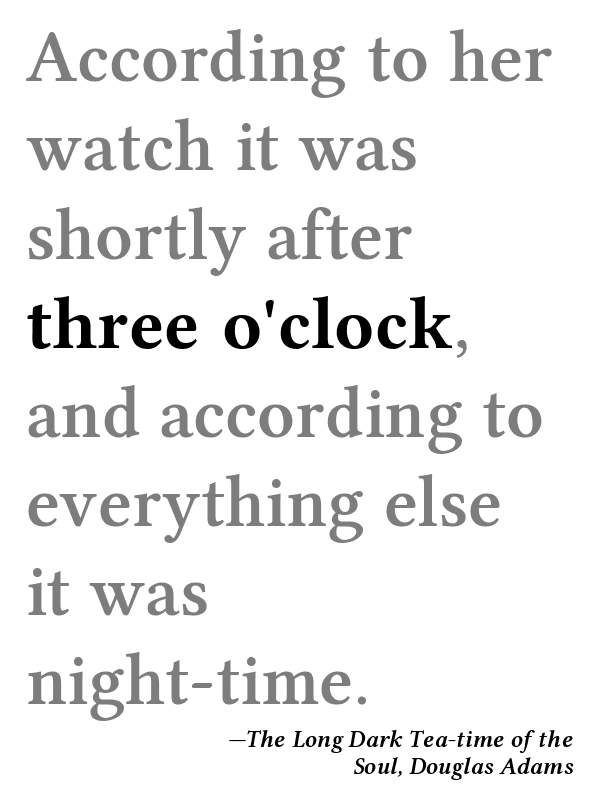 According to her
watch it was
shortly after
three o'clock,
and according to
everything else
it was
night-time.
—The Long Dark Tea-time of the
Soul, Douglas Adams